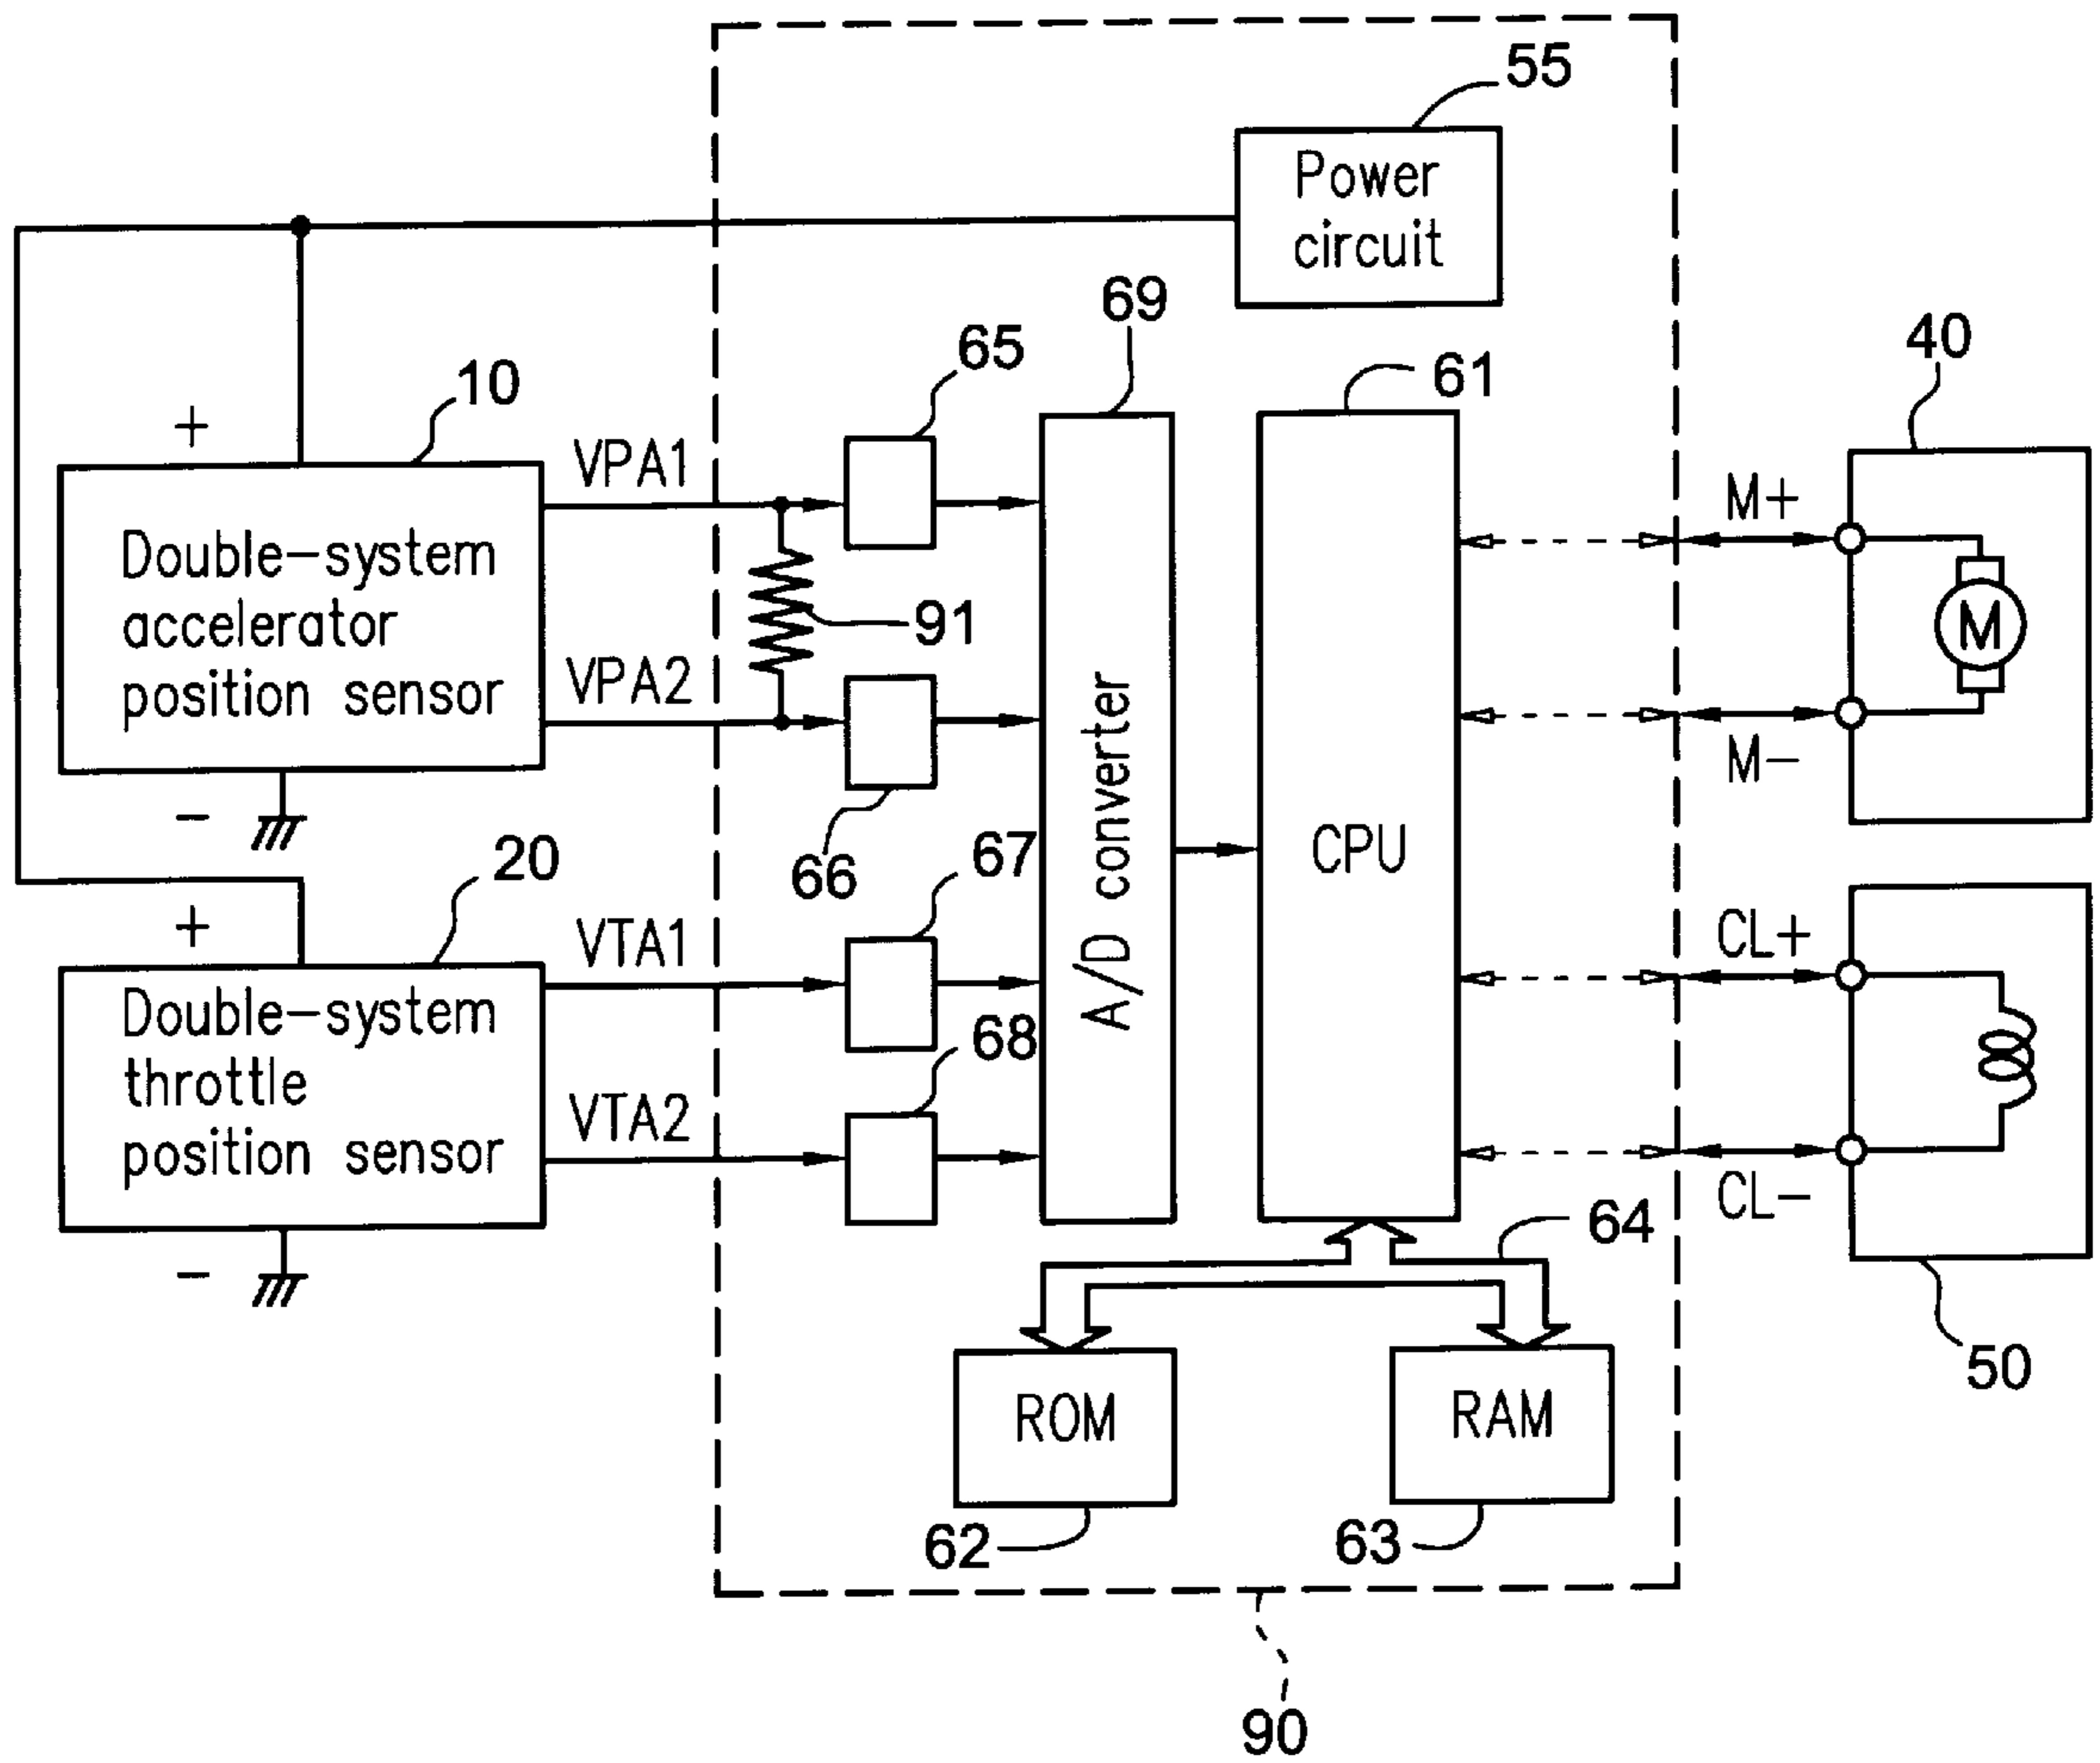 55
Power
circuit
69
65
61
40
10
+
VPA1
M+
Double-system
accelerator
position sensor
91
M
VPA2
M-
A/D converter
CPU
-
66
67
20
+
VTA1
CL+
Double-system
throttle
position sensor
68
VTA2
CL-
64
-
50
ROM
RAM
62
63
90